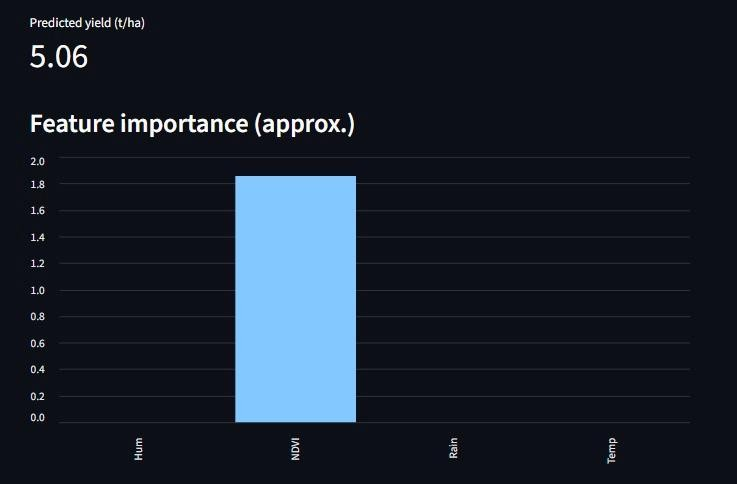 Predicted yield (t/ha)
5.06
Feature importance (approx.)
2.0
1.8
1.6
1.4
1.2
1.0
0.8
0.6
0.4
0.2
0.0
Hum
NDVI
Rain
Temp